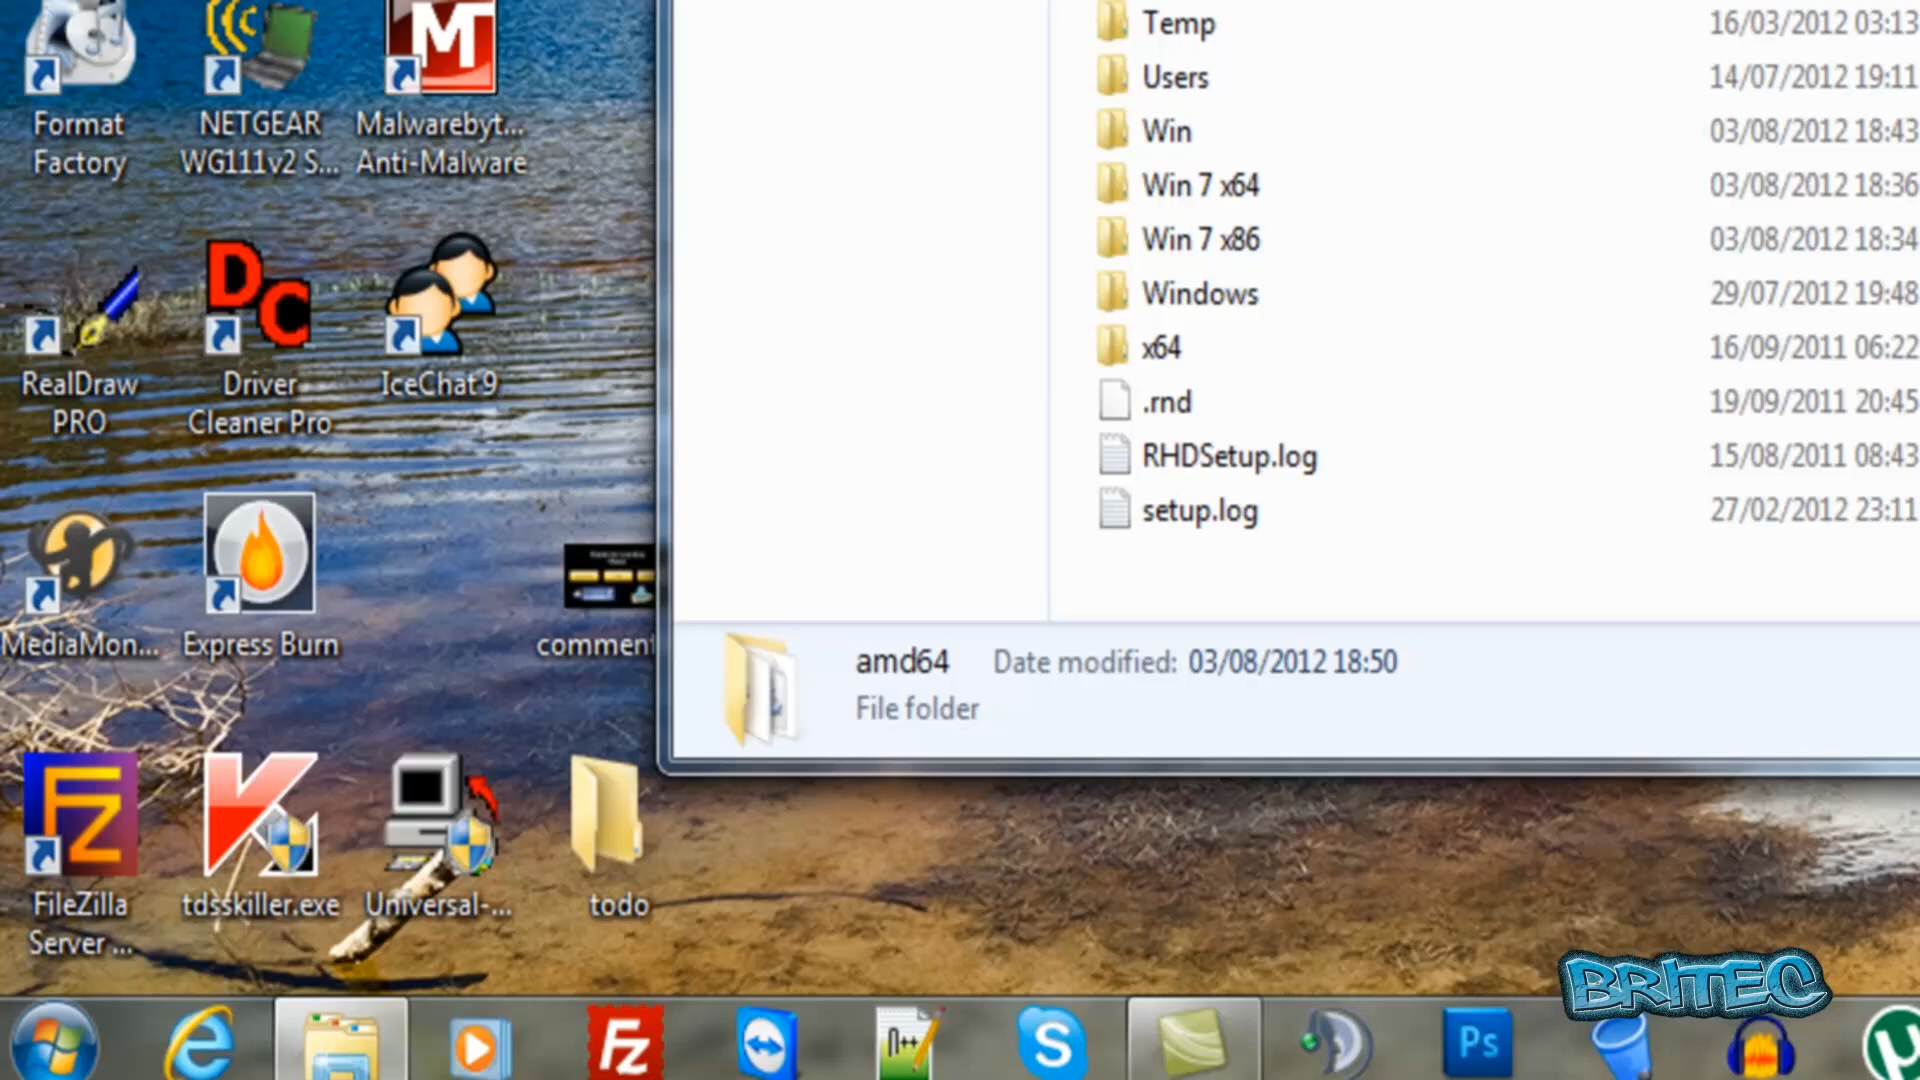 Format
Factory
NETGEAR
WG111v2 S...
Malwarebyt...
Anti-Malware
RealDraw
PRO
Driver
Cleaner Pro
IceChat 9
MediaMon...
Express Burn
comment
FileZilla
Server ...
tdsskiller.exe
Universal-...
todo
Temp 16/03/2012 03:13
Users 14/07/2012 19:11
Win 03/08/2012 18:43
Win 7 x64 03/08/2012 18:36
Win 7 x86 03/08/2012 18:34
Windows 29/07/2012 19:48
x64 16/09/2011 06:22
.rnd 19/09/2011 20:45
RHDSetup.log 15/08/2011 08:43
setup.log 27/02/2012 23:11
amd64 Date modified: 03/08/2012 18:50
File folder
BRITEC
M
DC
FZ
FZ
n++
S
Ps